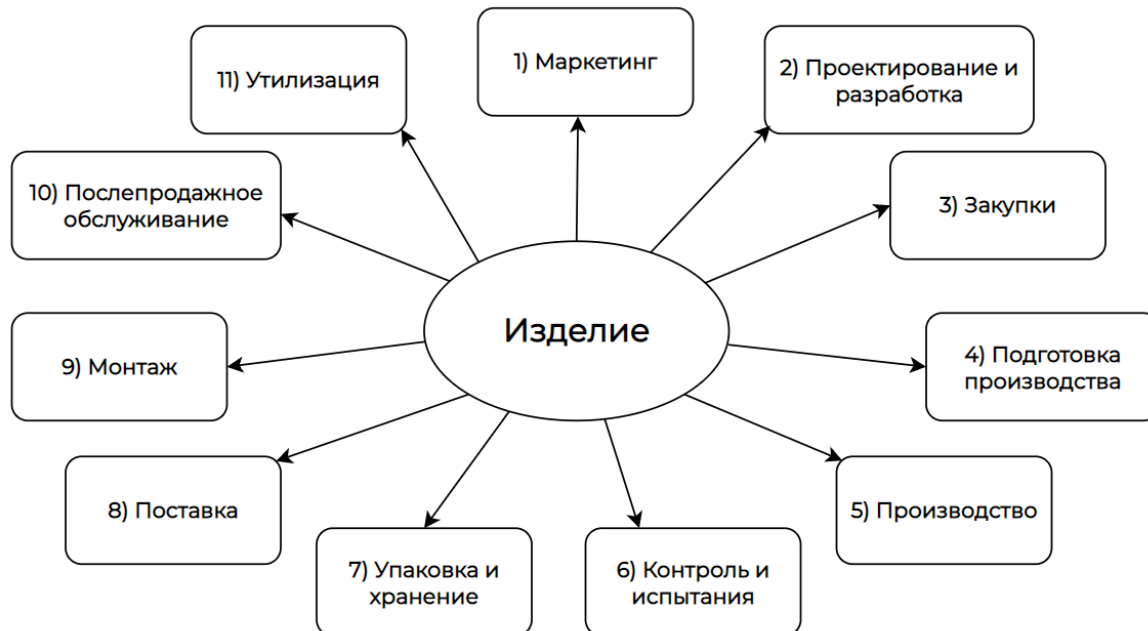 1) Маркетинг
2) Проектирование и
разработка
3) Закупки
4) Подготовка
производства
5) Производство
6) Контроль и
испытания
7) Упаковка и
хранение
8) Поставка
9) Монтаж
10) Послепродажное
обслуживание
11) Утилизация
Изделие